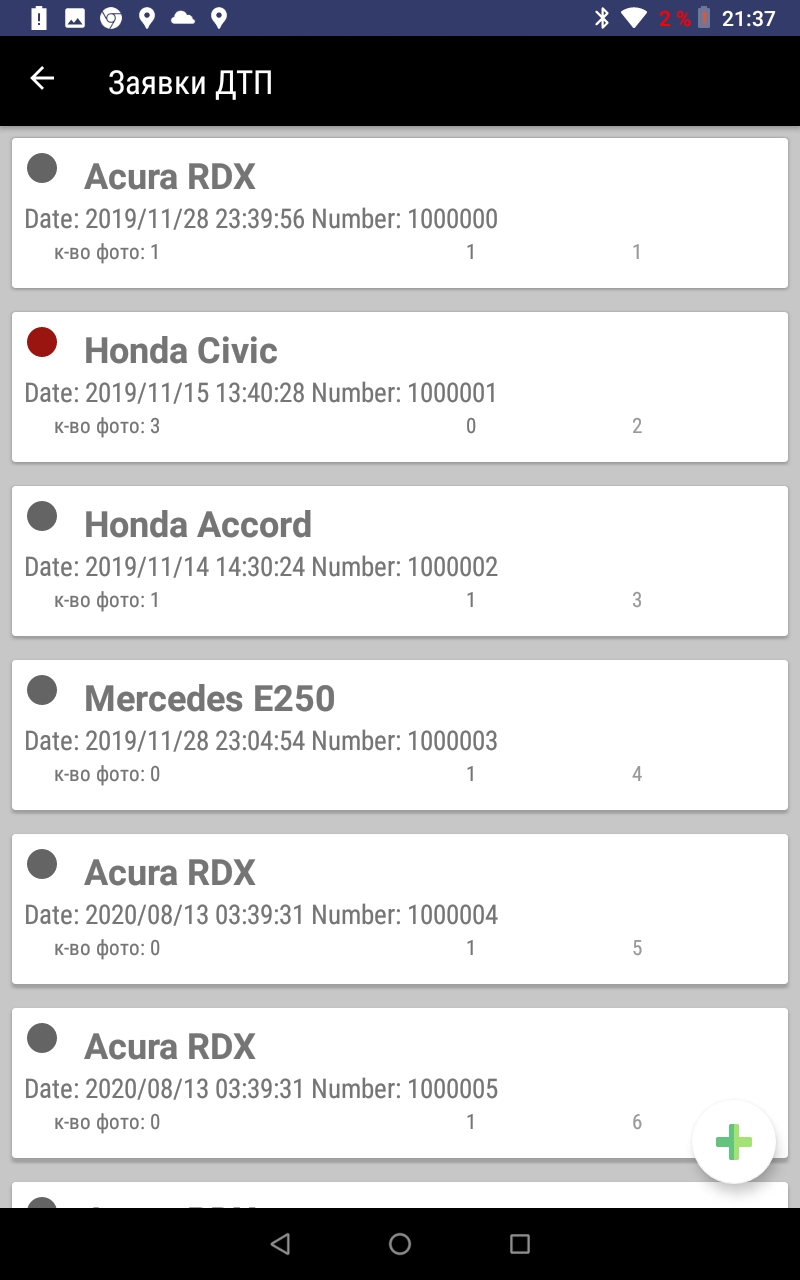 2 % 21:37
Заявки ДТП
Acura RDX
Date: 2019/11/28 23:39:56 Number: 1000000
к-во фото: 1 1 1
Honda Civic
Date: 2019/11/15 13:40:28 Number: 1000001
к-во фото: 3 0 2
Honda Accord
Date: 2019/11/14 14:30:24 Number: 1000002
к-во фото: 1 1 3
Mercedes E250
Date: 2019/11/28 23:04:54 Number: 1000003
к-во фото: 0 1 4
Acura RDX
Date: 2020/08/13 03:39:31 Number: 1000004
к-во фото: 0 1 5
Acura RDX
Date: 2020/08/13 03:39:31 Number: 1000005
к-во фото: 0 1 6